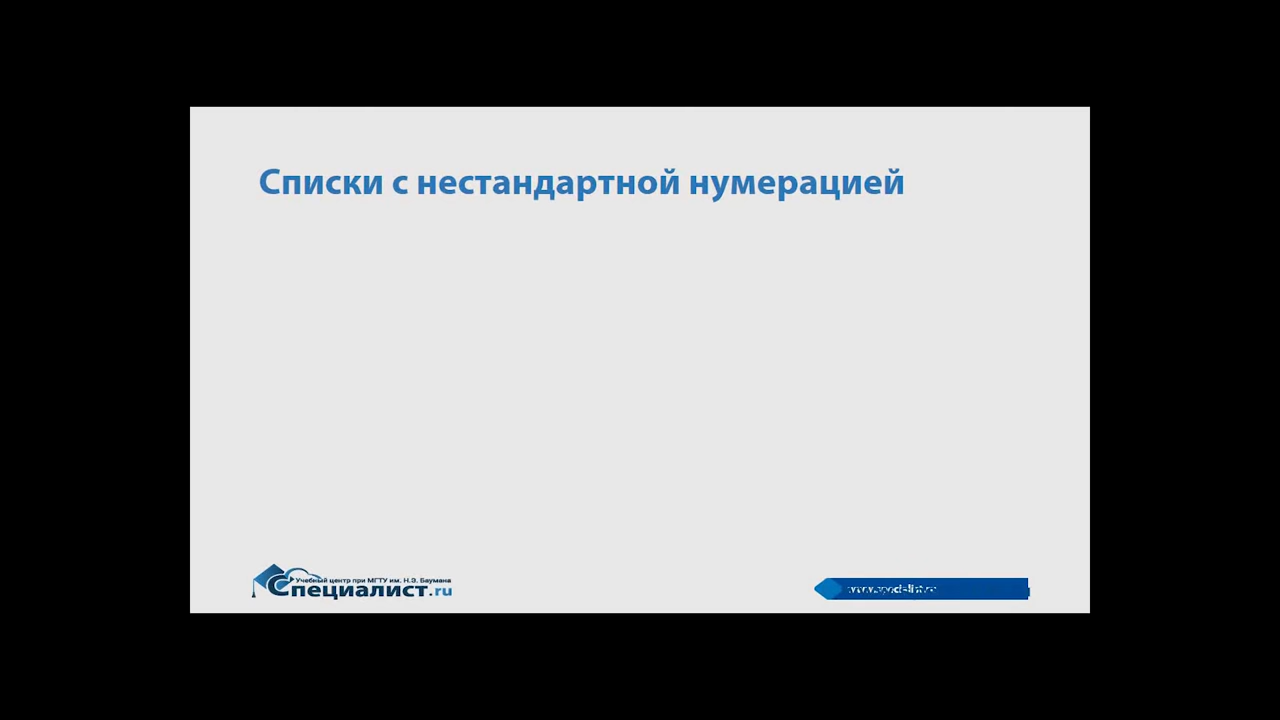 Списки с нестандартной нумерацией
Учебный центр при МГТУ им. Н.Э. Баумана
Специалист.ru